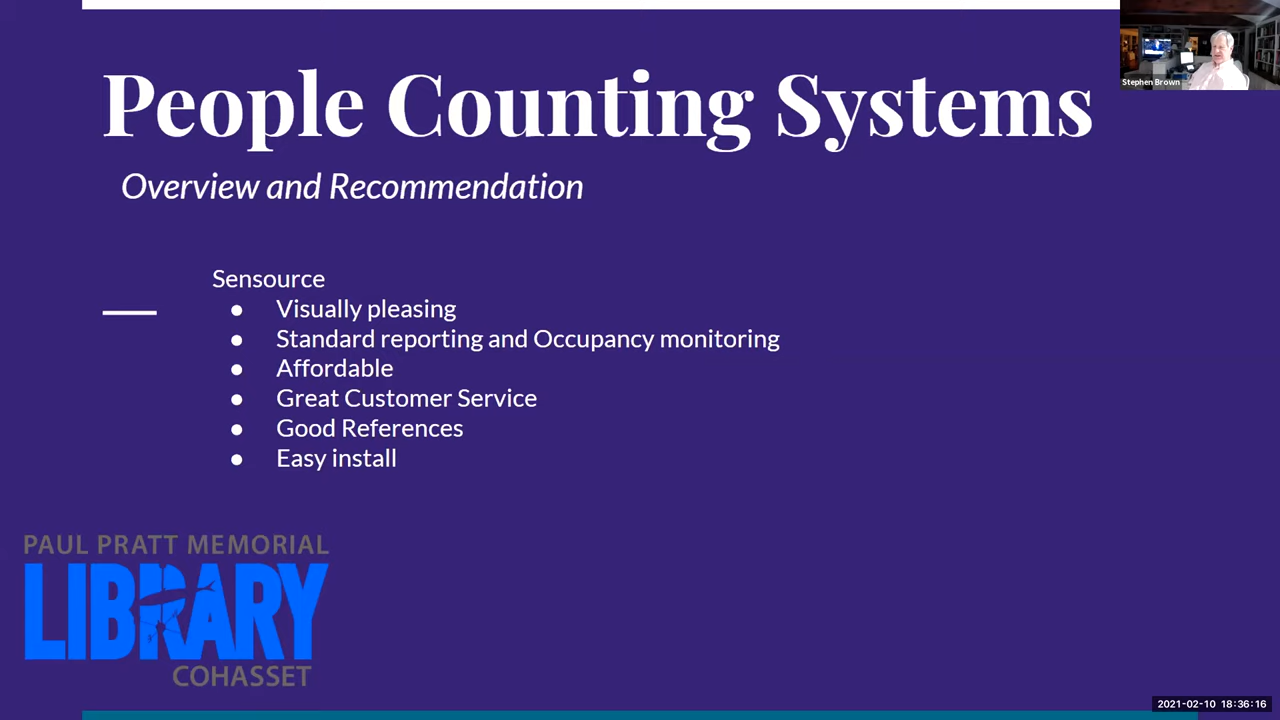 People Counting Systems
Stephen Brown
Overview and Recommendation
Sensource
● Visually pleasing
● Standard reporting and Occupancy monitoring
● Affordable
● Great Customer Service
● Good References
● Easy install
PAUL PRATT MEMORIAL
LIBRARY
COHASSET
2021-02-10 18:36:16